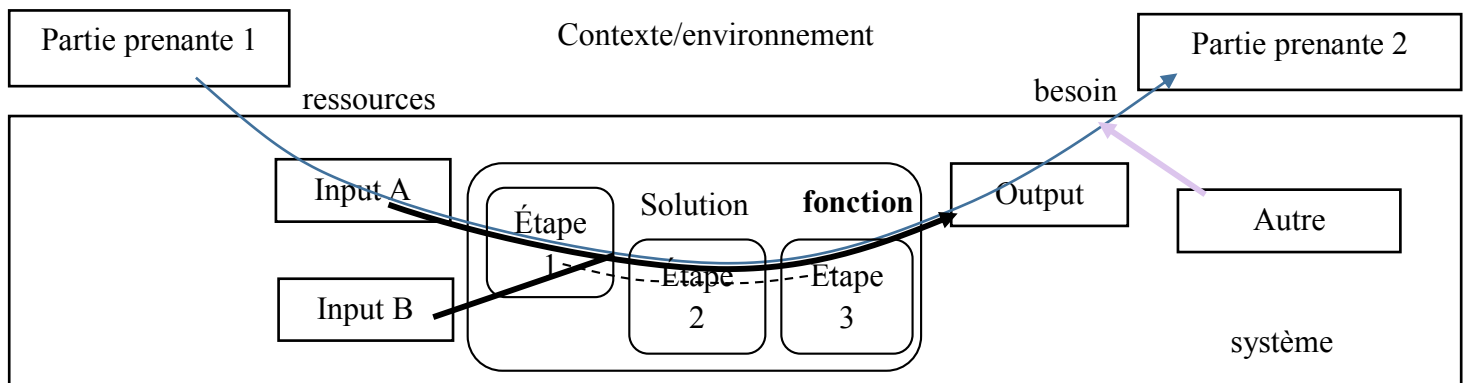 Partie prenante 1
Contexte/environnement
Partie prenante 2
ressources
besoin
Input A
Étape
1
Solution
fonction
Output
Autre
Input B
Étape
2
Etape
3
système